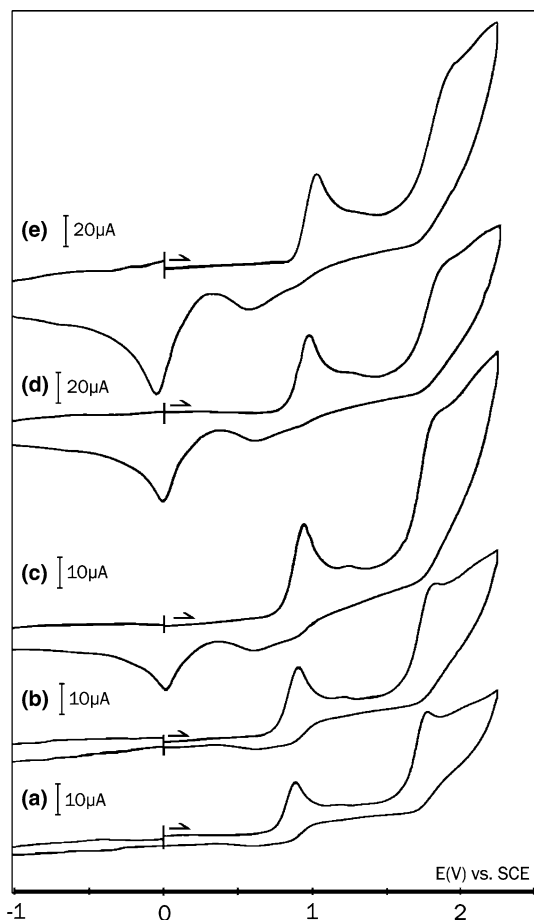 (e) 20µA
(d) 20µA
(c) 10µA
(b) 10µA
(a) 10µA
E(V) vs. SCE
-1 0 1 2